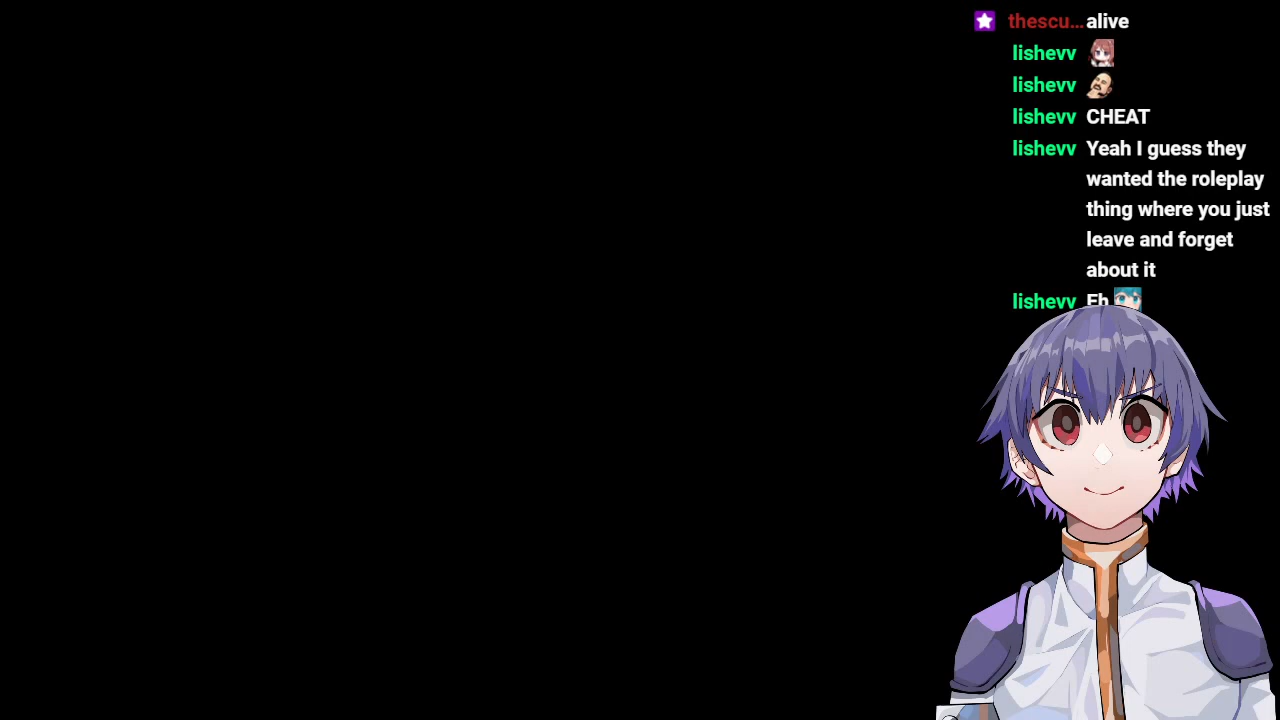 thescu... alive
lishevv
lishevv
lishevv CHEAT
lishevv Yeah I guess they
wanted the roleplay
thing where you just
leave and forget
about it
lishevv Eh